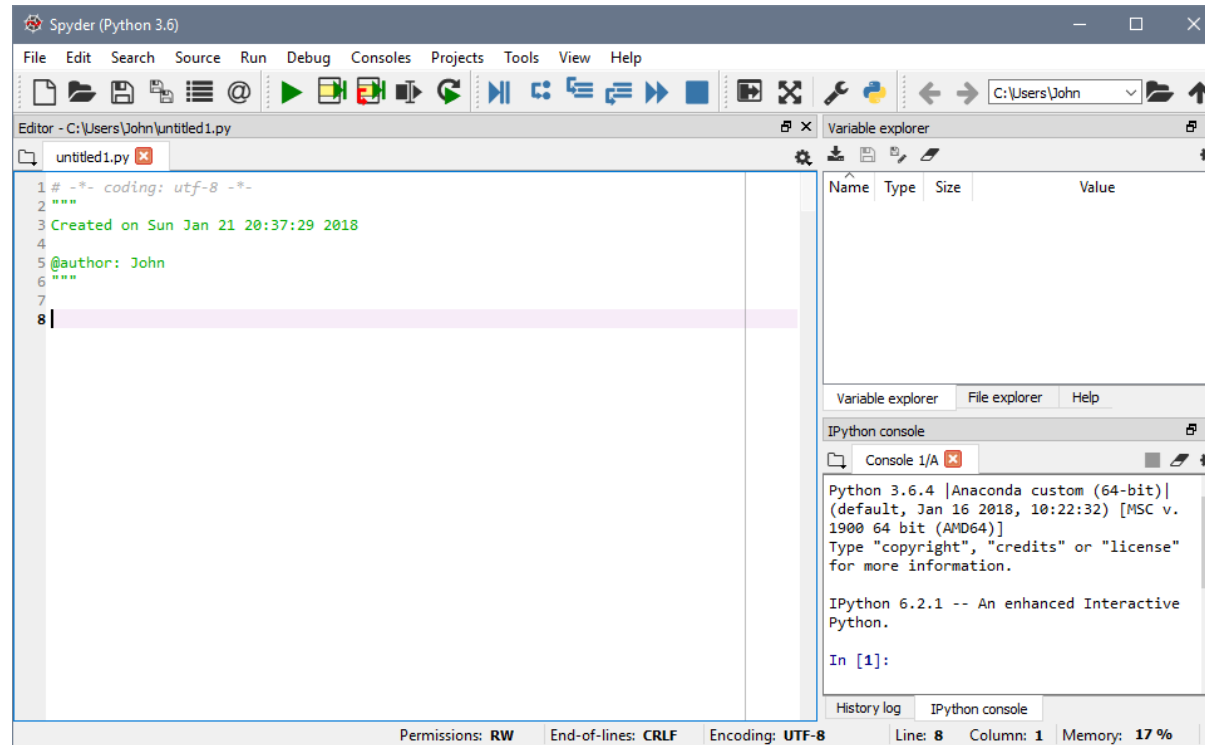 Spyder (Python 3.6)
File Edit Search Source Run Debug Consoles Projects Tools View Help
C:\Users\John
Editor - C:\Users\John\untitled1.py
untitled1.py
1 # -*- coding: utf-8 -*-
2 """
3 Created on Sun Jan 21 20:37:29 2018
4
5 @author: John
6 """
7
8
Variable explorer
Name Type Size Value
Variable explorer File explorer Help
IPython console
Console 1/A
Python 3.6.4 |Anaconda custom (64-bit)|
(default, Jan 16 2018, 10:22:32) [MSC v.
1900 64 bit (AMD64)]
Type "copyright", "credits" or "license"
for more information.
IPython 6.2.1 -- An enhanced Interactive
Python.
In [1]:
History log IPython console
Permissions: RW End-of-lines: CRLF Encoding: UTF-8 Line: 8 Column: 1 Memory: 17 %